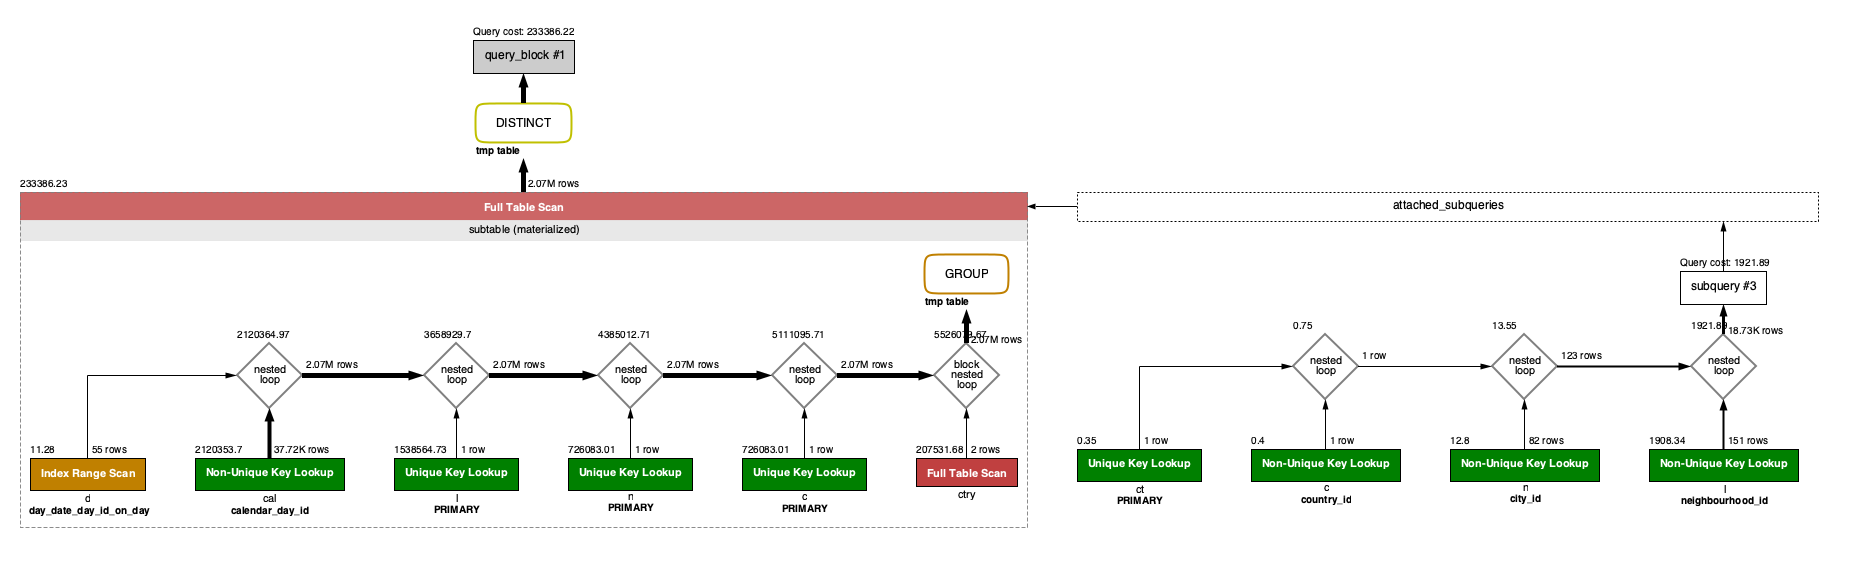 Query cost: 233386.22
query_block #1
DISTINCT
tmp table
233386.23
2.07M rows
Full Table Scan
subtable (materialized)
attached_subqueries
GROUP
tmp table
Query cost: 1921.89
subquery #3
2120364.97
3658929.7
4385012.71
5111095.71
2.07M rows
0.75
13.55
1921.89
18.73K rows
nested loop
2.07M rows
nested loop
2.07M rows
nested loop
2.07M rows
nested loop
2.07M rows
block nested loop
nested loop
1 row
nested loop
123 rows
nested loop
11.28
55 rows
2120353.7
37.72K rows
1538564.73
1 row
726083.01
1 row
726083.01
1 row
207531.68
2 rows
0.35
1 row
0.4
1 row
12.8
82 rows
1908.34
151 rows
Index Range Scan
Non-Unique Key Lookup
Unique Key Lookup
Unique Key Lookup
Unique Key Lookup
Full Table Scan
Unique Key Lookup
Non-Unique Key Lookup
Non-Unique Key Lookup
Non-Unique Key Lookup
d
cal
l
n
c
ctry
ct
c
n
l
day_date_day_id_on_day
calendar_day_id
PRIMARY
PRIMARY
PRIMARY
PRIMARY
country_id
city_id
neighbourhood_id